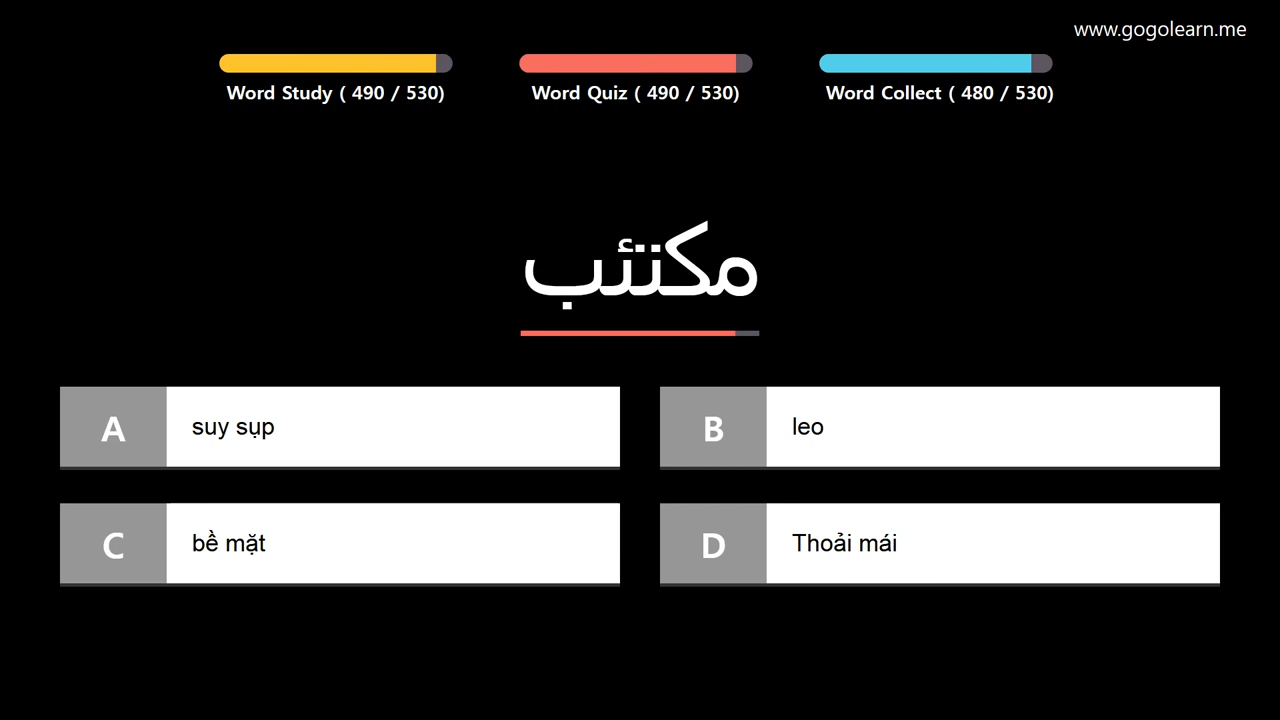 www.gogolearn.me
Word Study ( 490 / 530)
Word Quiz ( 490 / 530)
Word Collect ( 480 / 530)
مكتئب
A
suy sụp
B
leo
C
bề mặt
D
Thoải mái